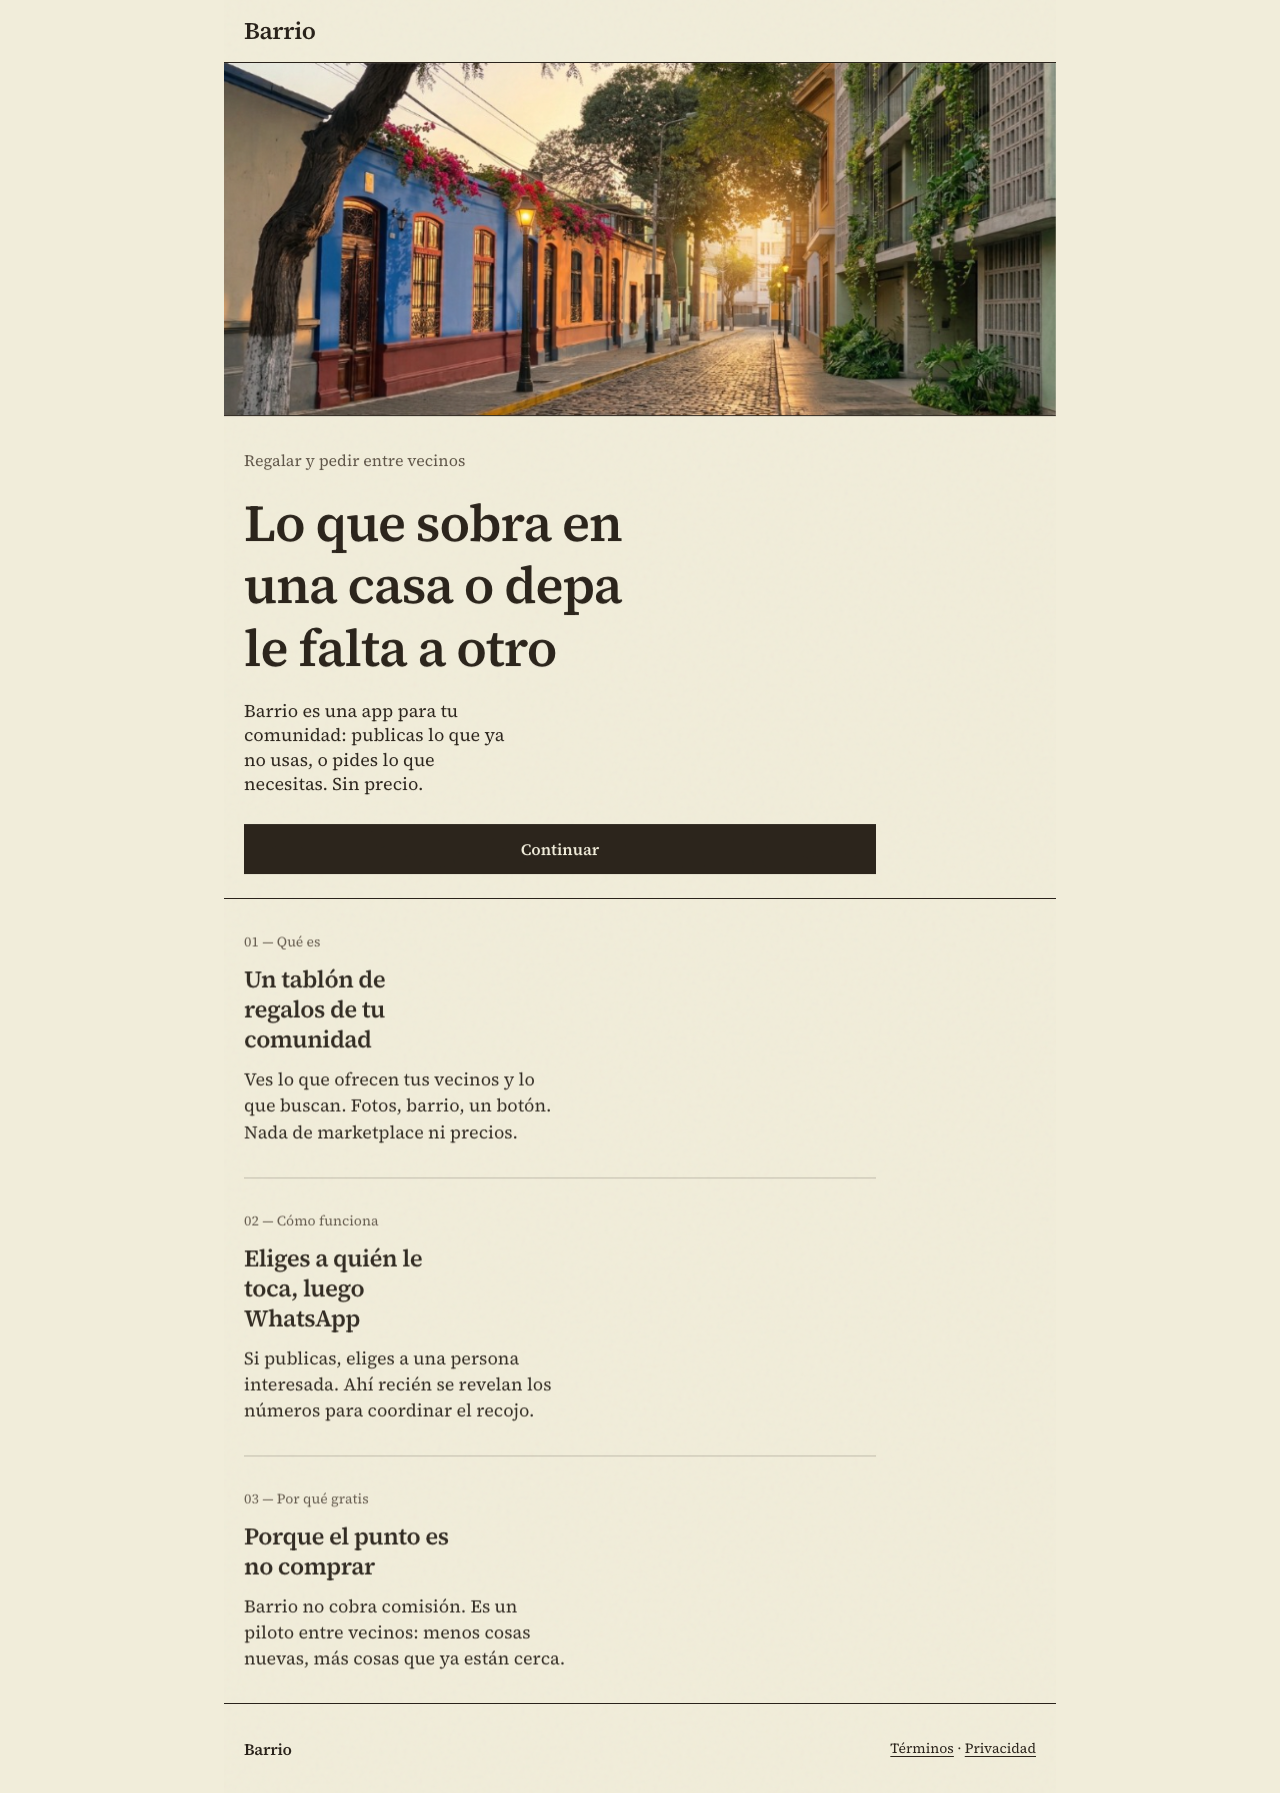 Barrio
Regalar y pedir entre vecinos
Lo que sobra en
una casa o depa
le falta a otro
Barrio es una app para tu
comunidad: publicas lo que ya
no usas, o pides lo que
necesitas. Sin precio.
Continuar
01 — Qué es
Un tablón de
regalos de tu
comunidad
Ves lo que ofrecen tus vecinos y lo
que buscan. Fotos, barrio, un botón.
Nada de marketplace ni precios.
02 — Cómo funciona
Eliges a quién le
toca, luego
WhatsApp
Si publicas, eliges a una persona
interesada. Ahí recién se revelan los
números para coordinar el recojo.
03 — Por qué gratis
Porque el punto es
no comprar
Barrio no cobra comisión. Es un
piloto entre vecinos: menos cosas
nuevas, más cosas que ya están cerca.
Barrio
Términos · Privacidad